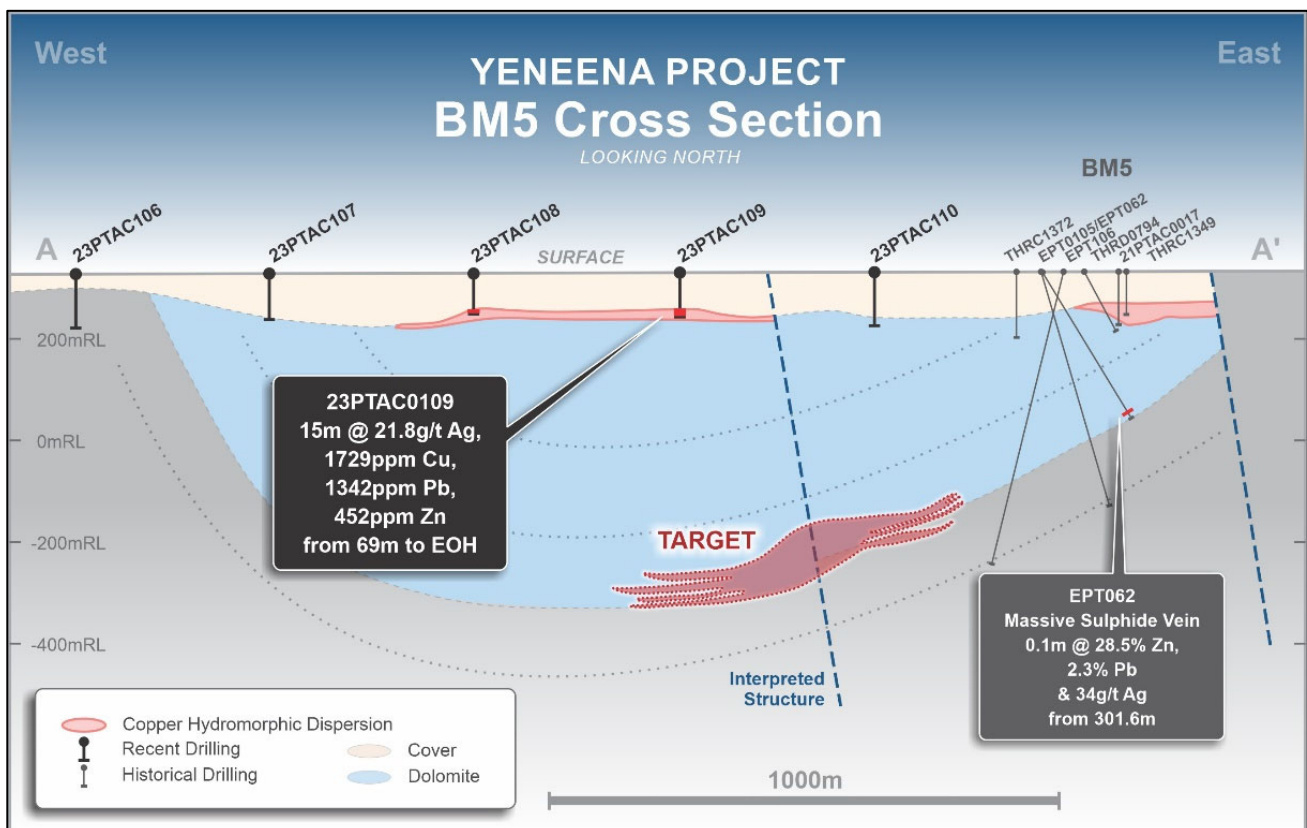 West
East
YENEENA PROJECT
BM5 Cross Section
LOOKING NORTH
BM5
23PTAC106
23PTAC107
23PTAC108
23PTAC109
23PTAC110
THRC1372
EPT0105/EPT062
EPT106
THRD0794
21PTAC0017
THRC1349
A
SURFACE
A'
200mRL
0mRL
-200mRL
-400mRL
23PTAC0109
15m @ 21.8g/t Ag,
1729ppm Cu,
1342ppm Pb,
452ppm Zn
from 69m to EOH
TARGET
EPT062
Massive Sulphide Vein
0.1m @ 28.5% Zn,
2.3% Pb
& 34g/t Ag
from 301.6m
Interpreted
Structure
Copper Hydromorphic Dispersion
Recent Drilling
Historical Drilling
Cover
Dolomite
1000m